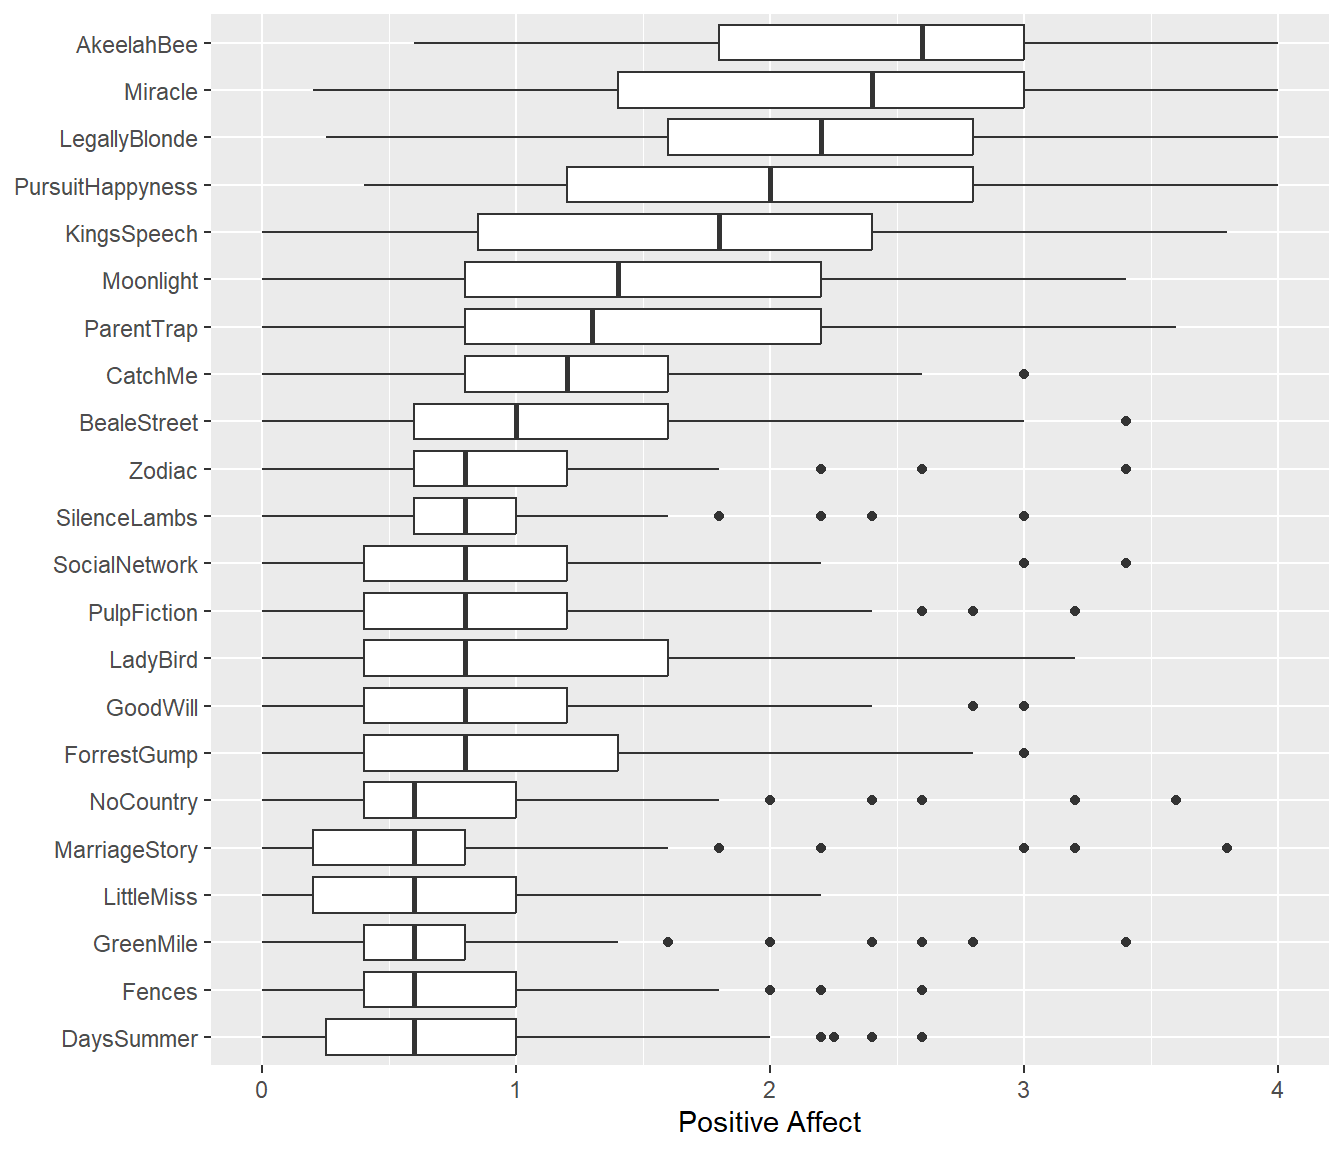 AkeelahBee
Miracle
LegallyBlonde
PursuitHappyness
KingsSpeech
Moonlight
ParentTrap
CatchMe
BealeStreet
Zodiac
SilenceLambs
SocialNetwork
PulpFiction
LadyBird
GoodWill
ForrestGump
NoCountry
MarriageStory
LittleMiss
GreenMile
Fences
DaysSummer
0 1 2 3 4
Positive Affect